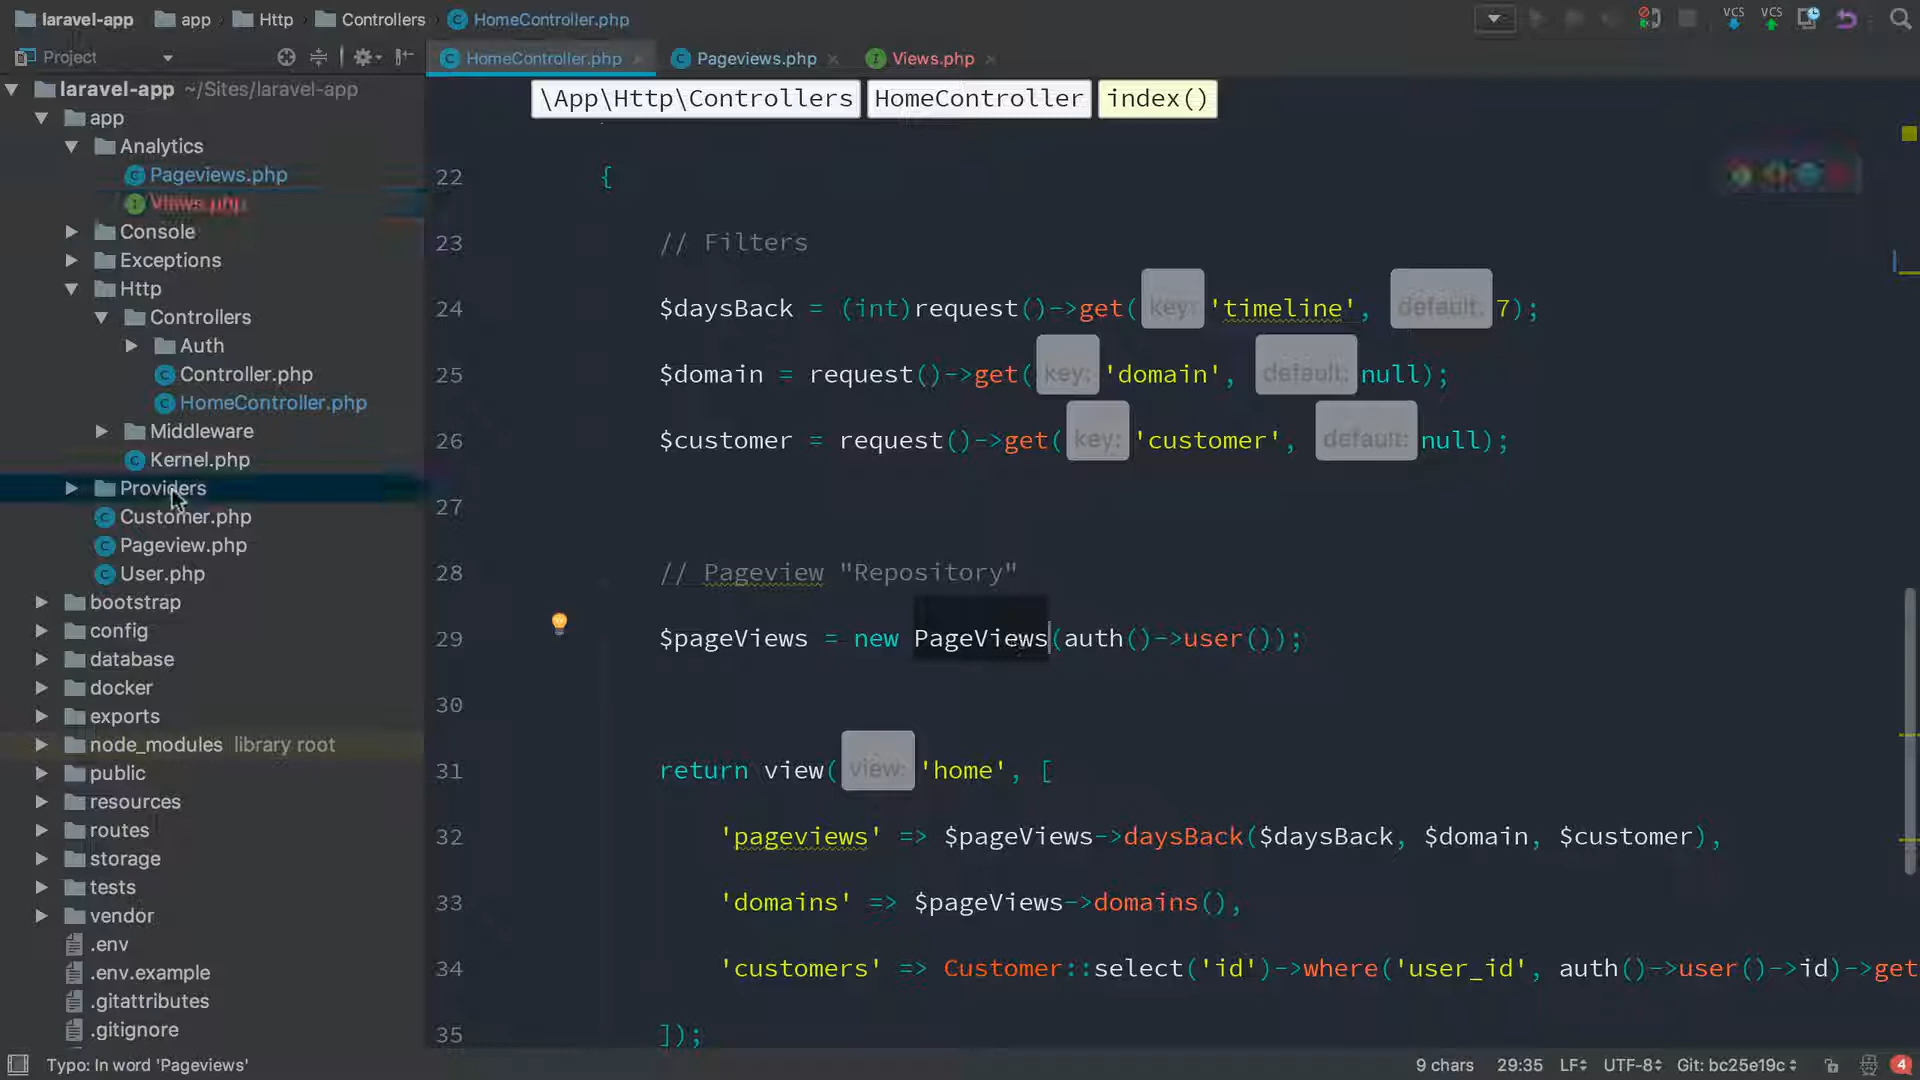 laravel-app app Http Controllers HomeController.php
VCS VCS
Project HomeController.php Pageviews.php Views.php
laravel-app ~/Sites/laravel-app
\App\Http\Controllers HomeController index()
app
Analytics
Pageviews.php
Views.php
Console
Exceptions
Http
Controllers
Auth
Controller.php
HomeController.php
Middleware
Kernel.php
Providers
Customer.php
Pageview.php
User.php
bootstrap
config
database
docker
exports
node_modules library root
public
resources
routes
storage
tests
vendor
.env
.env.example
.gitattributes
.gitignore
22 {
23 // Filters
24 $daysBack = (int)request()->get( key: 'timeline', default: 7);
25 $domain = request()->get( key: 'domain', default: null);
26 $customer = request()->get( key: 'customer', default: null);
27
28 // Pageview "Repository"
29 $pageViews = new PageViews(auth()->user());
30
31 return view( view: 'home', [
32 'pageviews' => $pageViews->daysBack($daysBack, $domain, $customer),
33 'domains' => $pageViews->domains(),
34 'customers' => Customer::select('id')->where('user_id', auth()->user()->id)->get
35 ]);
Typo: In word 'Pageviews' 9 chars 29:35 LF UTF-8 Git: bc25e19c 4